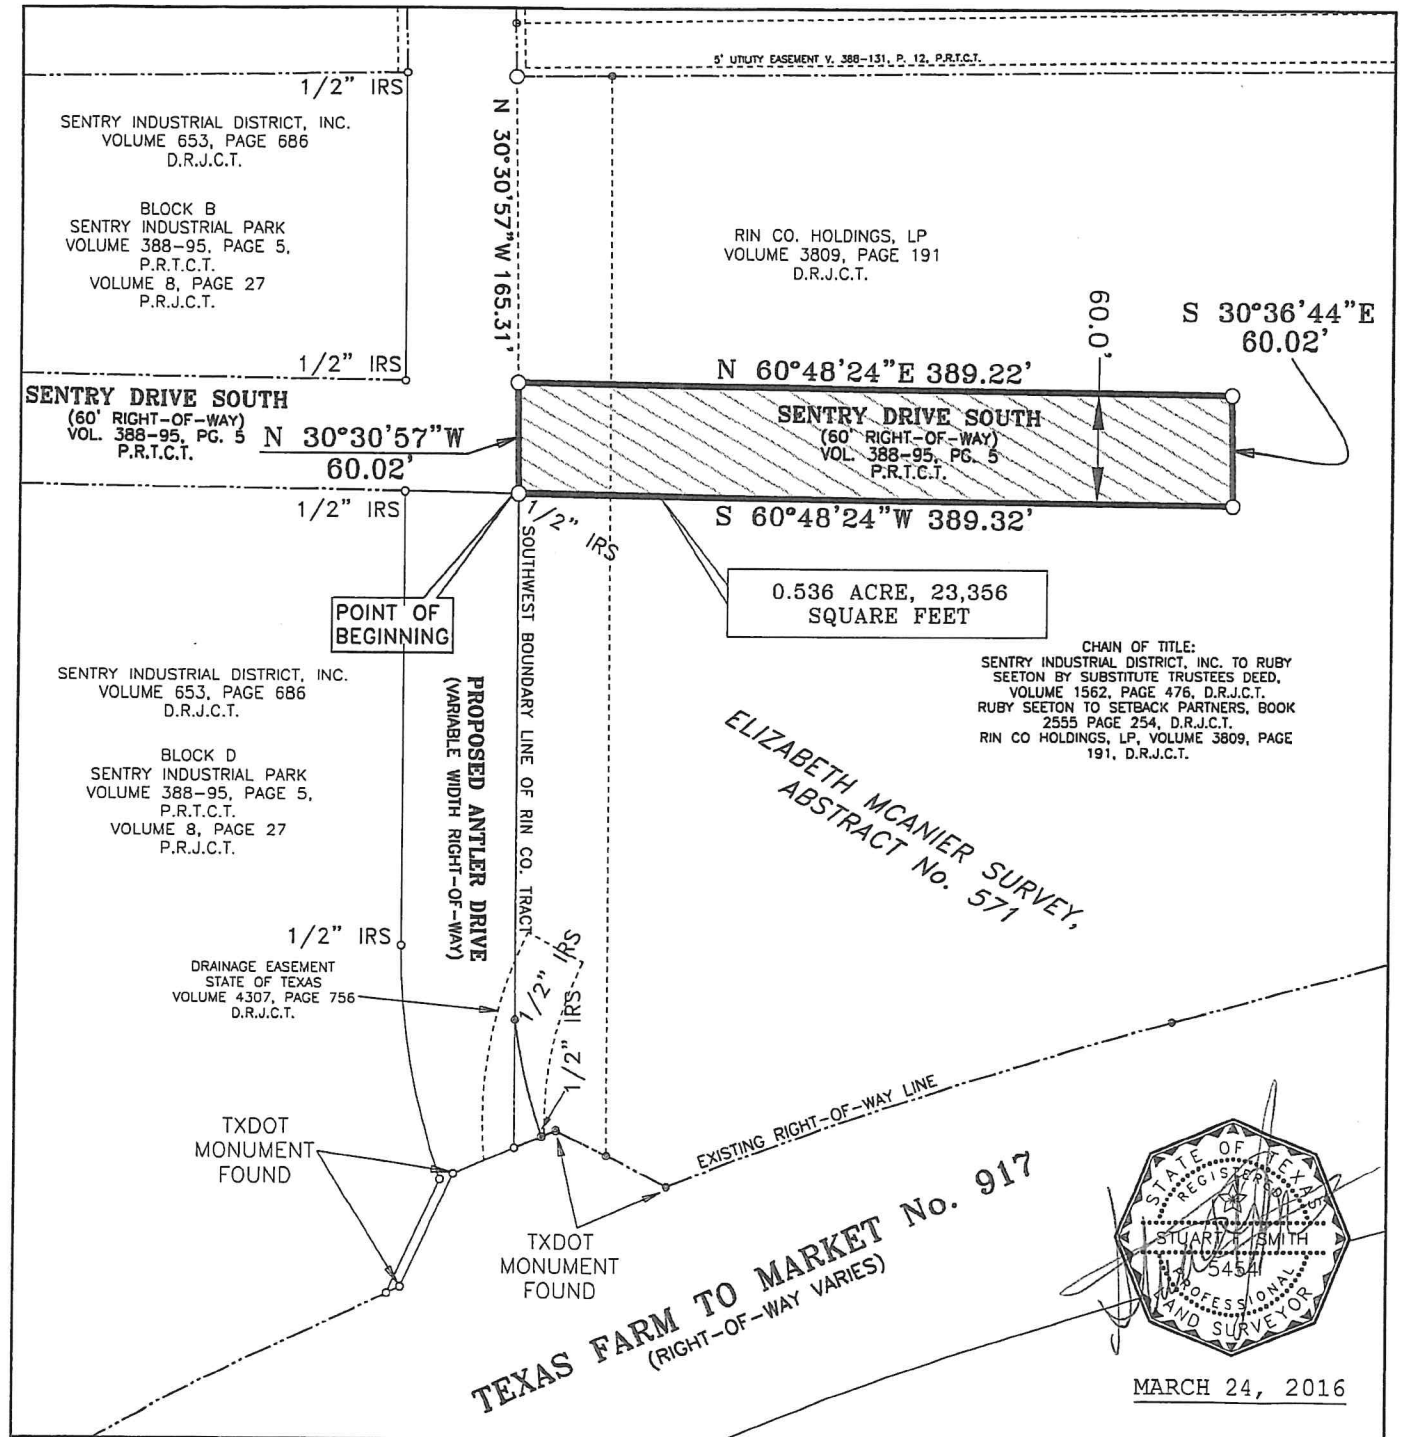 5' UTILITY EASEMENT V. 388-131, P. 12, P.R.T.C.T.
1/2" IRS
SENTRY INDUSTRIAL DISTRICT, INC.
VOLUME 653, PAGE 686
D.R.J.C.T.
BLOCK B
SENTRY INDUSTRIAL PARK
VOLUME 388-95, PAGE 5,
P.R.T.C.T.
VOLUME 8, PAGE 27
P.R.J.C.T.
N 30°30'57"W 165.31'
RIN CO. HOLDINGS, LP
VOLUME 3809, PAGE 191
D.R.J.C.T.
60.0'
S 30°36'44"E
60.02'
1/2" IRS
N 60°48'24"E 389.22'
SENTRY DRIVE SOUTH
(60' RIGHT-OF-WAY)
VOL. 388-95, PG. 5
P.R.T.C.T.
N 30°30'57"W
60.02'
SENTRY DRIVE SOUTH
(60' RIGHT-OF-WAY)
VOL. 388-95, PG. 5
P.R.T.C.T.
1/2" IRS
1/2" IRS
S 60°48'24"W 389.32'
POINT OF
BEGINNING
0.536 ACRE, 23,356
SQUARE FEET
SOUTHWEST BOUNDARY LINE OF RIN CO. TRACT
CHAIN OF TITLE:
SENTRY INDUSTRIAL DISTRICT, INC. TO RUBY
SEETON BY SUBSTITUTE TRUSTEES DEED,
VOLUME 1562, PAGE 476, D.R.J.C.T.
RUBY SEETON TO SETBACK PARTNERS, BOOK
2555 PAGE 254, D.R.J.C.T.
RIN CO HOLDINGS, LP, VOLUME 3809, PAGE
191, D.R.J.C.T.
SENTRY INDUSTRIAL DISTRICT, INC.
VOLUME 653, PAGE 686
D.R.J.C.T.
BLOCK D
SENTRY INDUSTRIAL PARK
VOLUME 388-95, PAGE 5,
P.R.T.C.T.
VOLUME 8, PAGE 27
P.R.J.C.T.
PROPOSED ANTLER DRIVE
(VARIABLE WIDTH RIGHT-OF-WAY)
ELIZABETH MCANIER SURVEY,
ABSTRACT No. 571
1/2" IRS
DRAINAGE EASEMENT
STATE OF TEXAS
VOLUME 4307, PAGE 756
D.R.J.C.T.
1/2" IRS
1/2" IRS
TXDOT
MONUMENT
FOUND
EXISTING RIGHT-OF-WAY LINE
TXDOT
MONUMENT
FOUND
TEXAS FARM TO MARKET No. 917
(RIGHT-OF-WAY VARIES)
STATE OF TEXAS
REGISTERED
STUART F. SMITH
5454
PROFESSIONAL
LAND SURVEYOR
MARCH 24, 2016